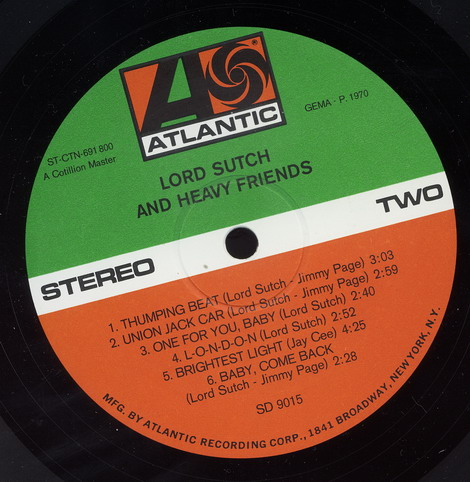 ATLANTIC
ST-CTN-691800
A Cotillion Master
GEMA · P. 1970
LORD SUTCH
AND HEAVY FRIENDS
STEREO
TWO
1. THUMPING BEAT (Lord Sutch - Jimmy Page) 3:03
2. UNION JACK CAR (Lord Sutch - Jimmy Page) 2:59
3. ONE FOR YOU, BABY (Lord Sutch) 2:40
4. L-O-N-D-O-N (Lord Sutch) 2:52
5. BRIGHTEST LIGHT (Jay Cee) 4:25
6. BABY, COME BACK
(Lord Sutch - Jimmy Page) 2:28
SD 9015
MFG. BY ATLANTIC RECORDING CORP., 1841 BROADWAY, NEW YORK, N.Y.